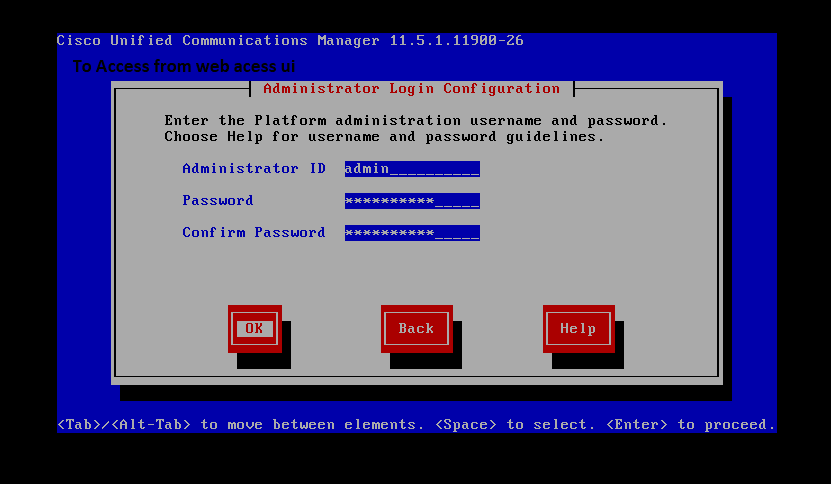 Cisco Unified Communications Manager 11.5.1.11900-26
To Access from web acess ui
Administrator Login Configuration
Enter the Platform administration username and password.
Choose Help for username and password guidelines.
Administrator ID admin__________
Password **********_____
Confirm Password **********_____
OK Back Help
<Tab>/<Alt-Tab> to move between elements. <Space> to select. <Enter> to proceed.